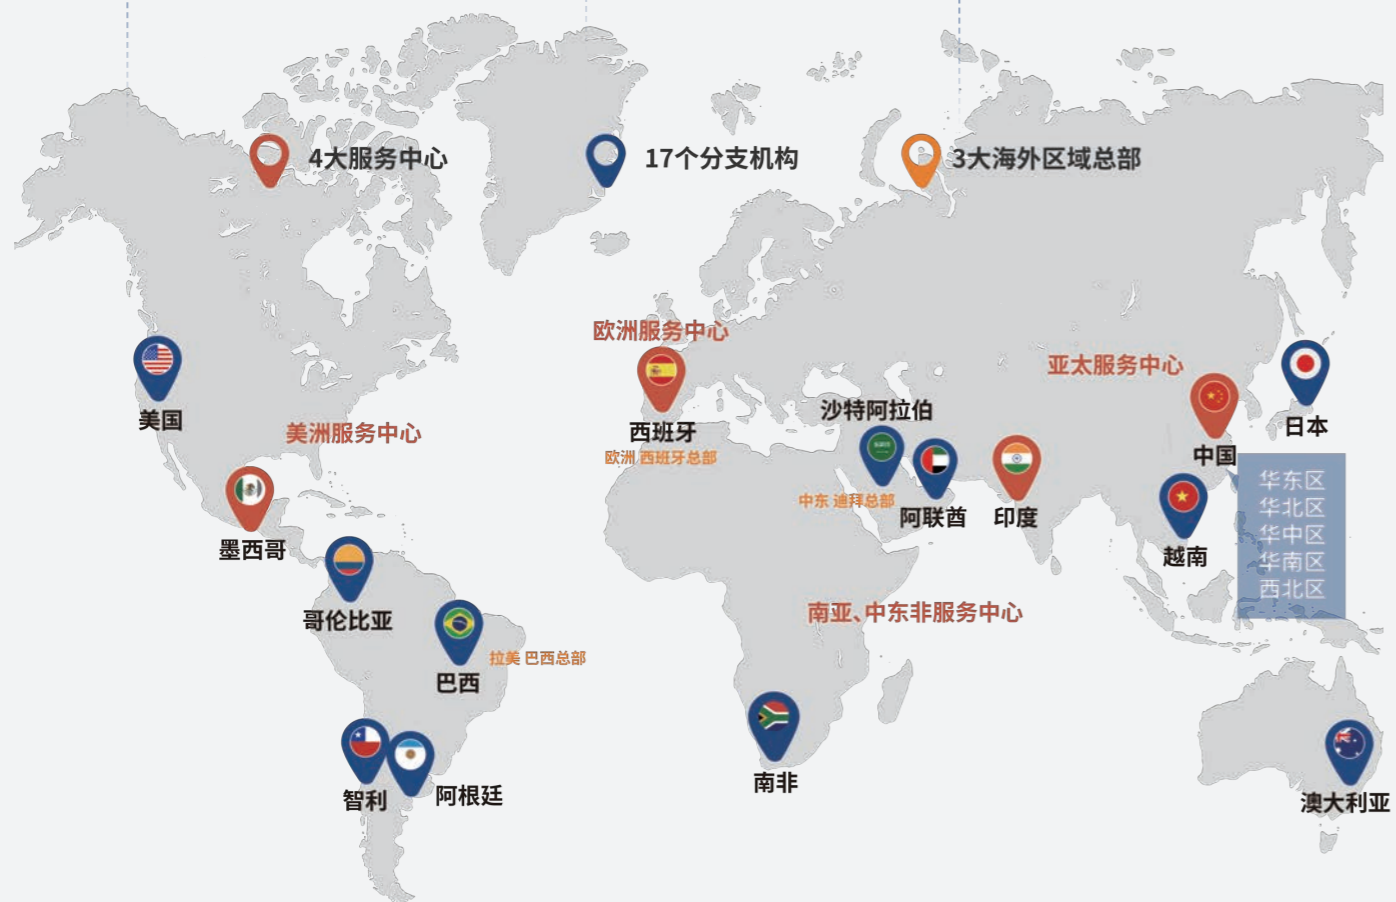 4大服务中心
17个分支机构
3大海外区域总部
欧洲服务中心
亚太服务中心
沙特阿拉伯
美国
美洲服务中心
西班牙
欧洲 西班牙总部
日本
中国
华东区
华北区
华中区
华南区
西北区
中东 迪拜总部
阿联酋
印度
墨西哥
越南
哥伦比亚
南亚、中东非服务中心
拉美 巴西总部
巴西
南非
智利
阿根廷
澳大利亚